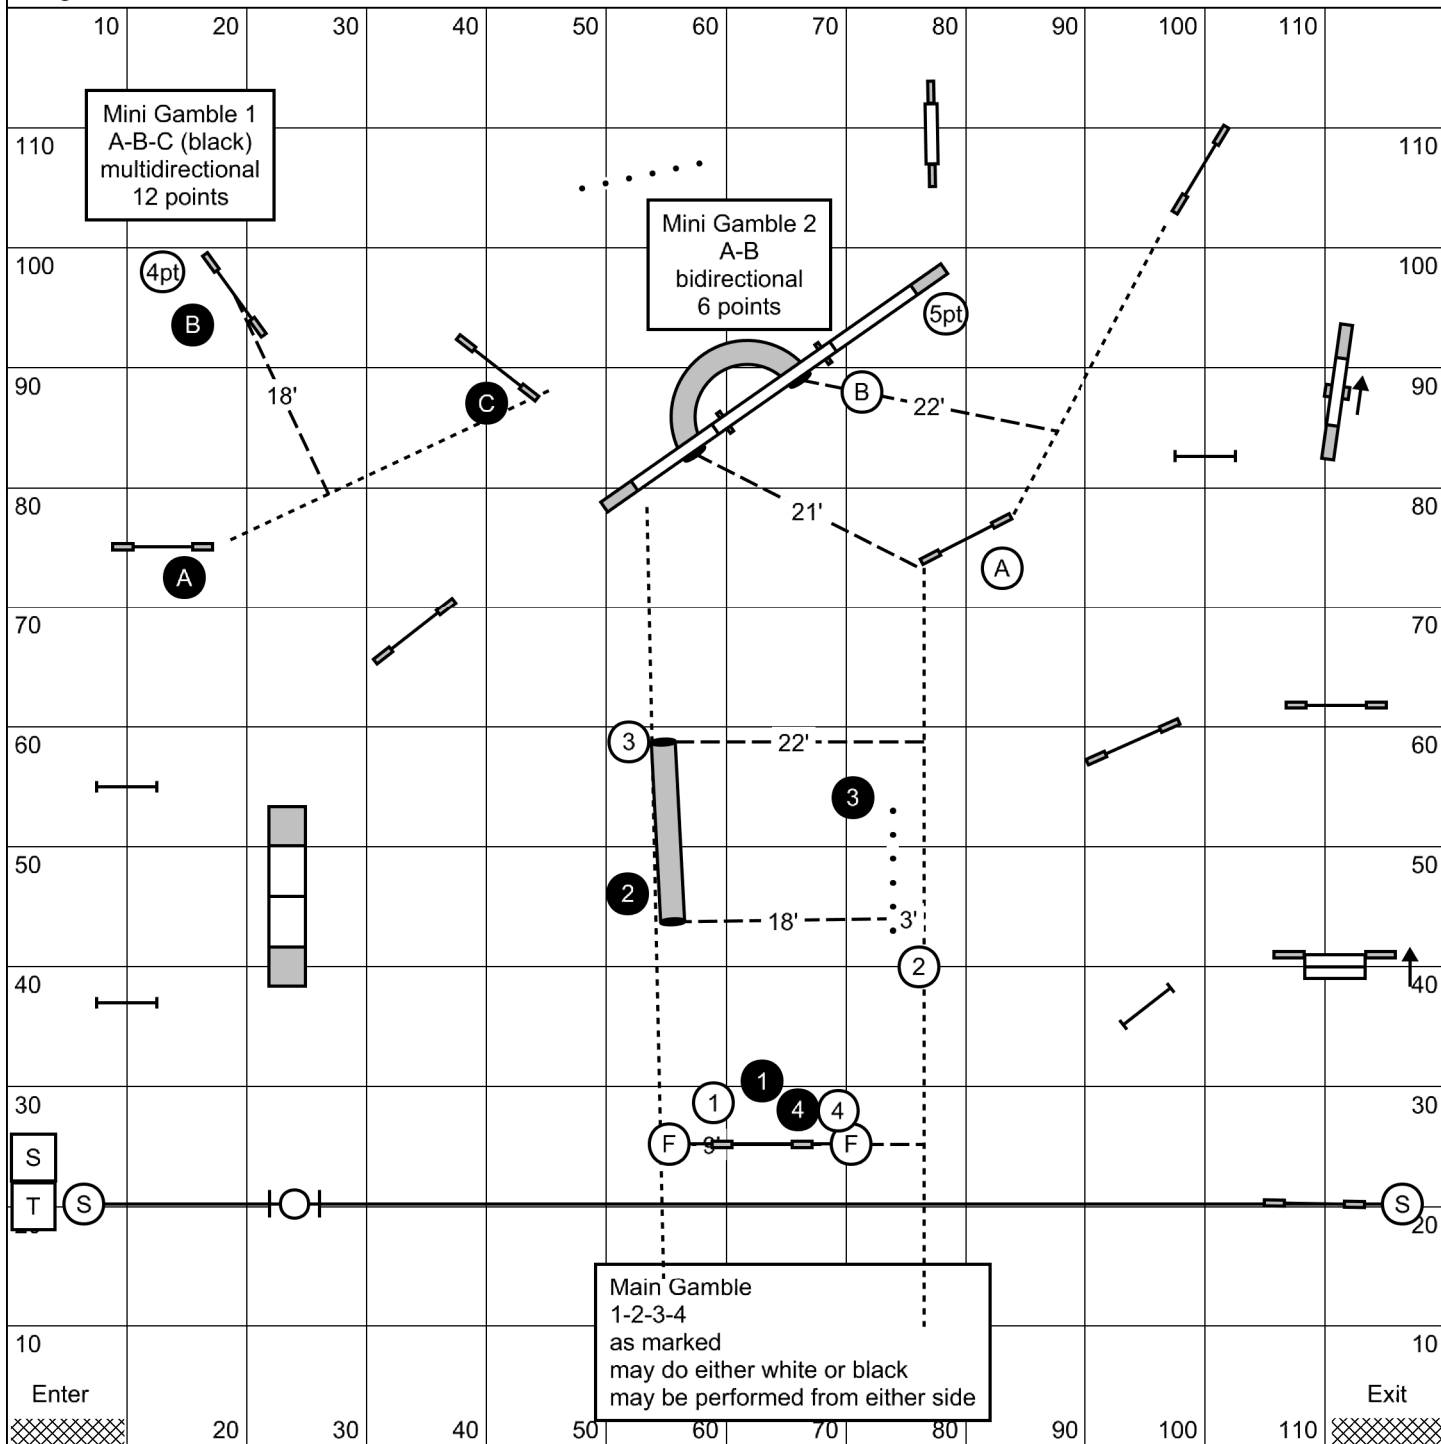 10 20 30 40 50 60 70 80 90 100 110
Mini Gamble 1
A-B-C (black)
multidirectional
12 points
110 110
Mini Gamble 2
A-B
bidirectional
6 points
100 100
4pt
5pt
B
90 90
18'
C
B
22'
80 80
21'
A
A
70 70
60 60
3
22'
3
50 50
2
18'
3'
2
40 40
1
1
4
4
30 30
F
9'
F
S
T
S
S
20 20
Main Gamble
1-2-3-4
as marked
may do either white or black
may be performed from either side
10 10
Enter
Exit
20 30 40 50 60 70 80 90 100 110